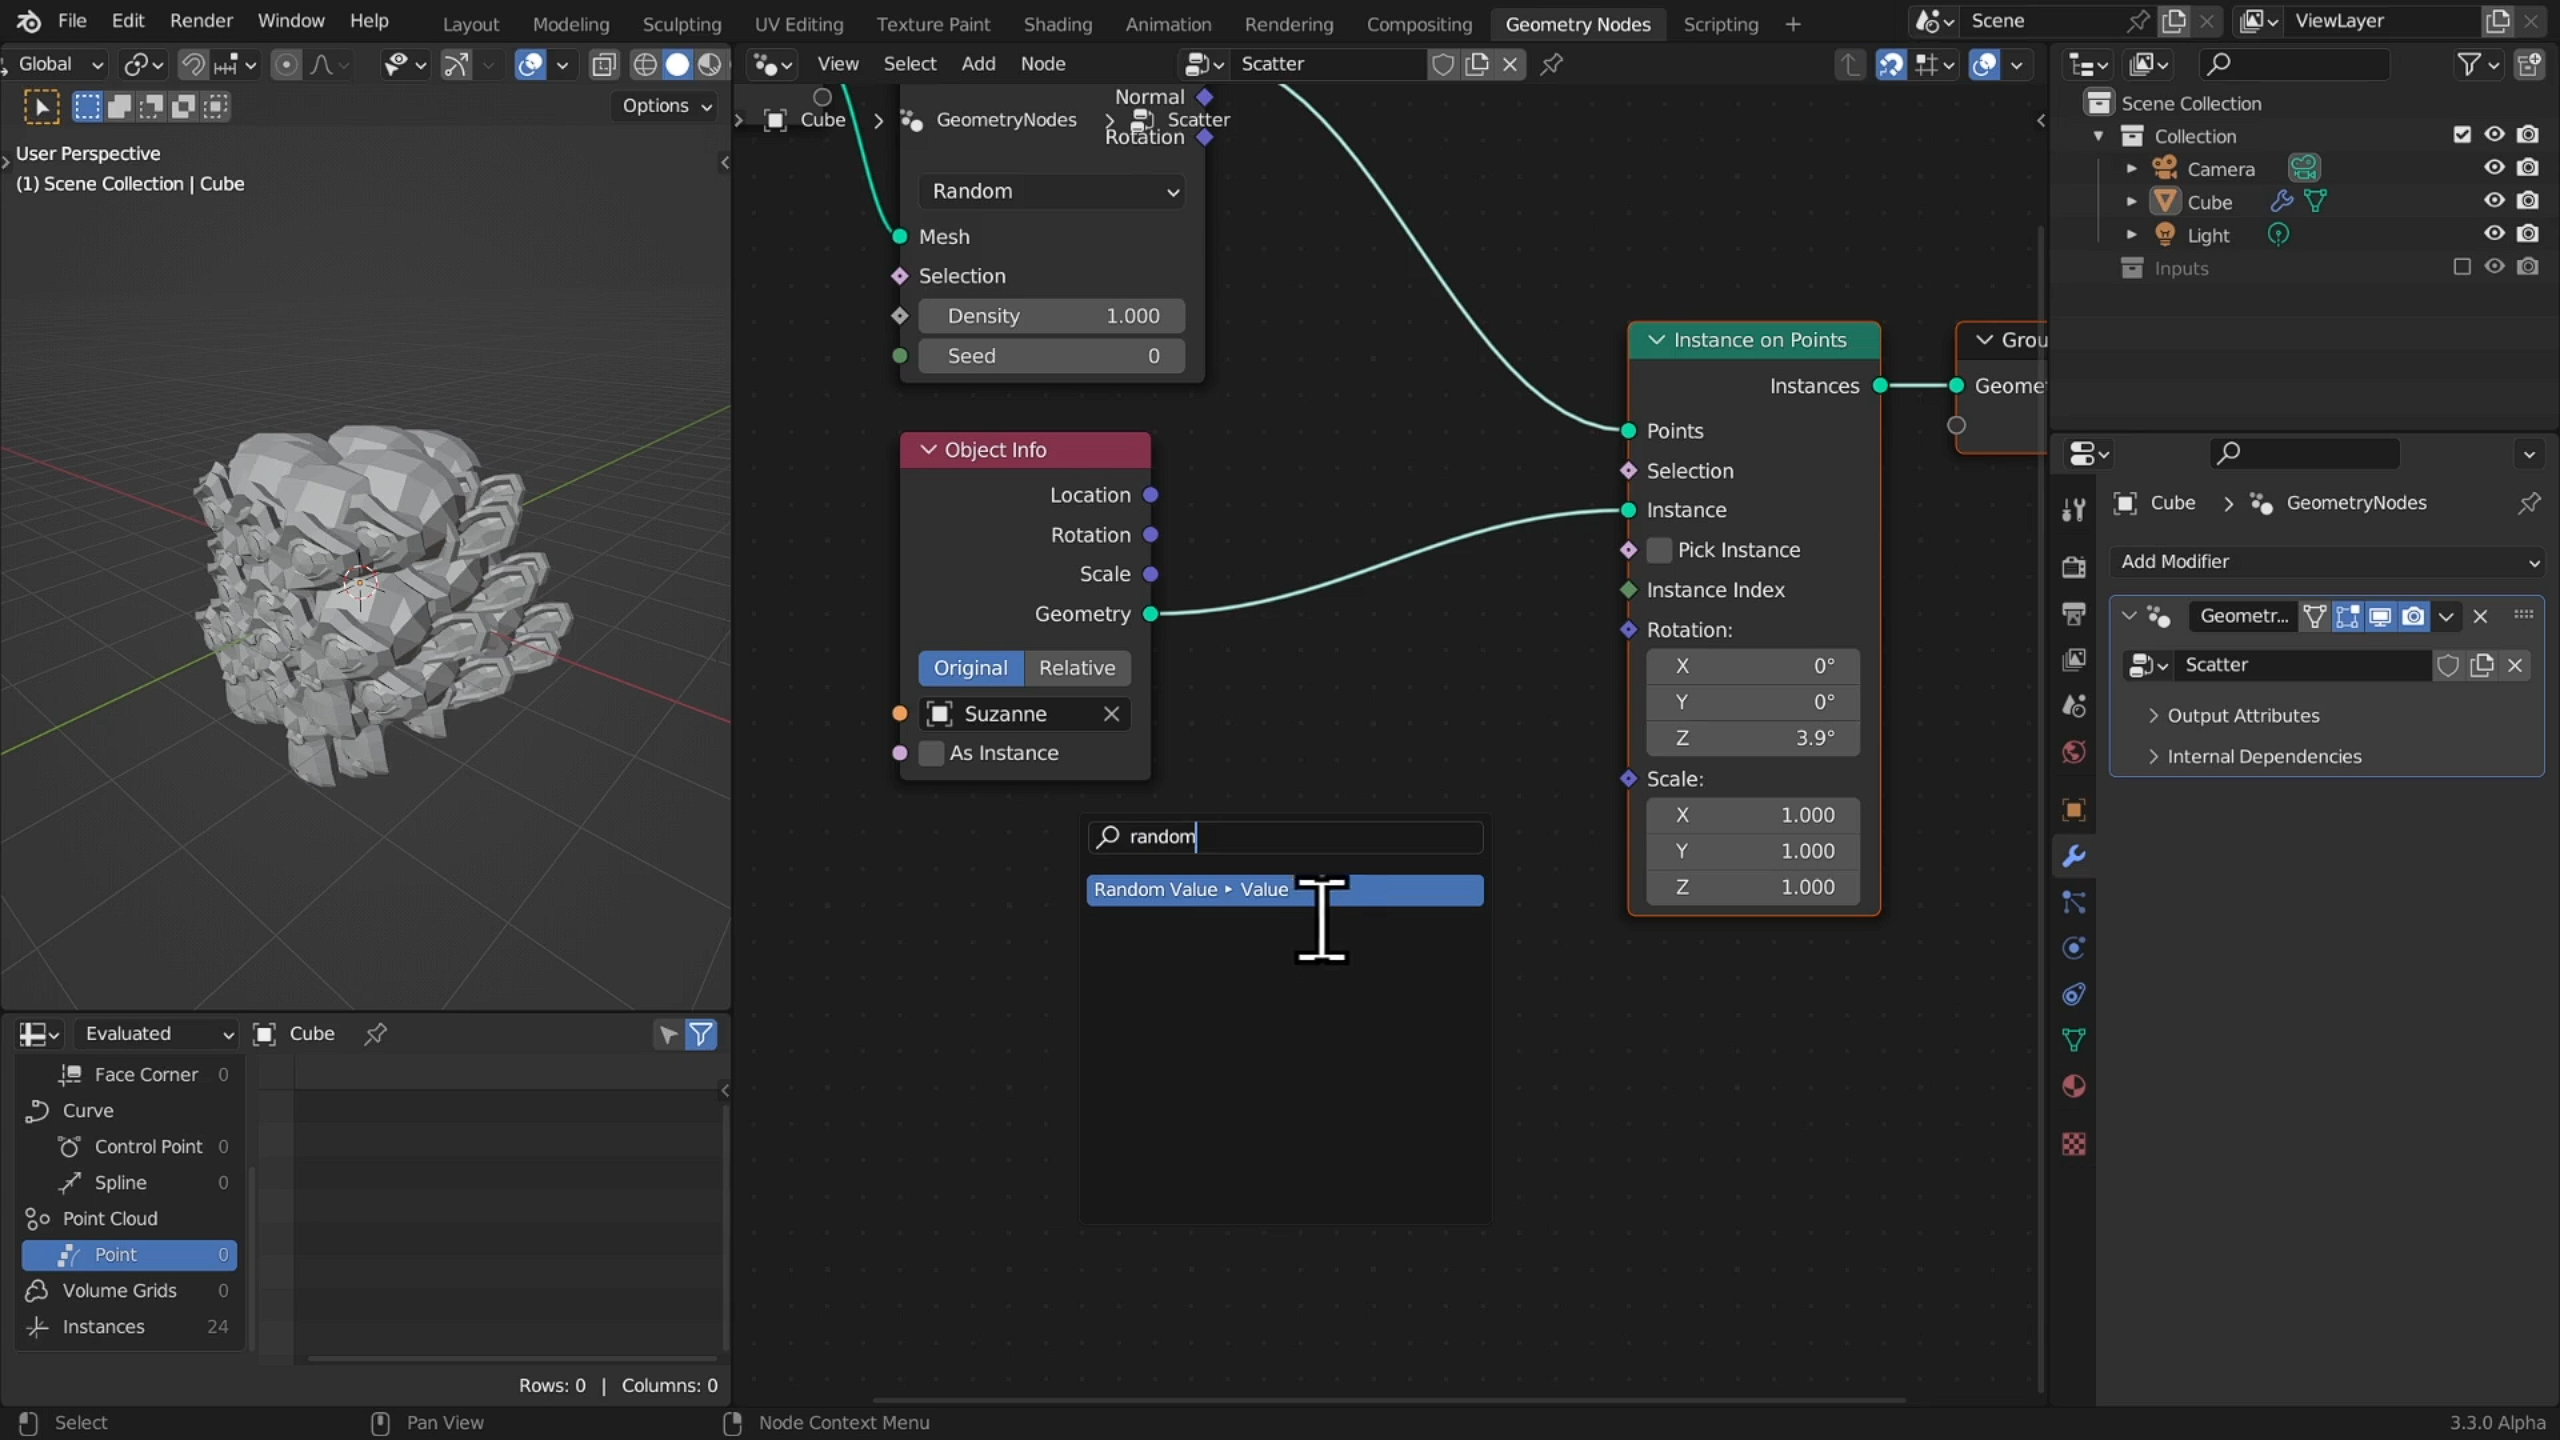 File Edit Render Window Help
Layout Modeling Sculpting UV Editing Texture Paint Shading Animation Rendering Compositing Geometry Nodes Scripting +
Scene
ViewLayer
Global
Options
User Perspective
(1) Scene Collection | Cube
View Select Add Node
Scatter
Cube > GeometryNodes > Scatter
Normal
Rotation
Random
Mesh
Selection
Density 1.000
Seed 0
Object Info
Location
Rotation
Scale
Geometry
Original Relative
Suzanne
As Instance
random
Random Value ▸ Value
Instance on Points
Instances
Points
Selection
Instance
Pick Instance
Instance Index
Rotation:
X 0°
Y 0°
Z 3.9°
Scale:
X 1.000
Y 1.000
Z 1.000
Grou
Geome
Scene Collection
Collection
Camera
Cube
Light
Inputs
Cube > GeometryNodes
Add Modifier
Geometr...
Scatter
Output Attributes
Internal Dependencies
Evaluated
Cube
Face Corner 0
Curve
Control Point 0
Spline 0
Point Cloud
Point 0
Volume Grids 0
Instances 24
Rows: 0 | Columns: 0
Select
Pan View
Node Context Menu
3.3.0 Alpha